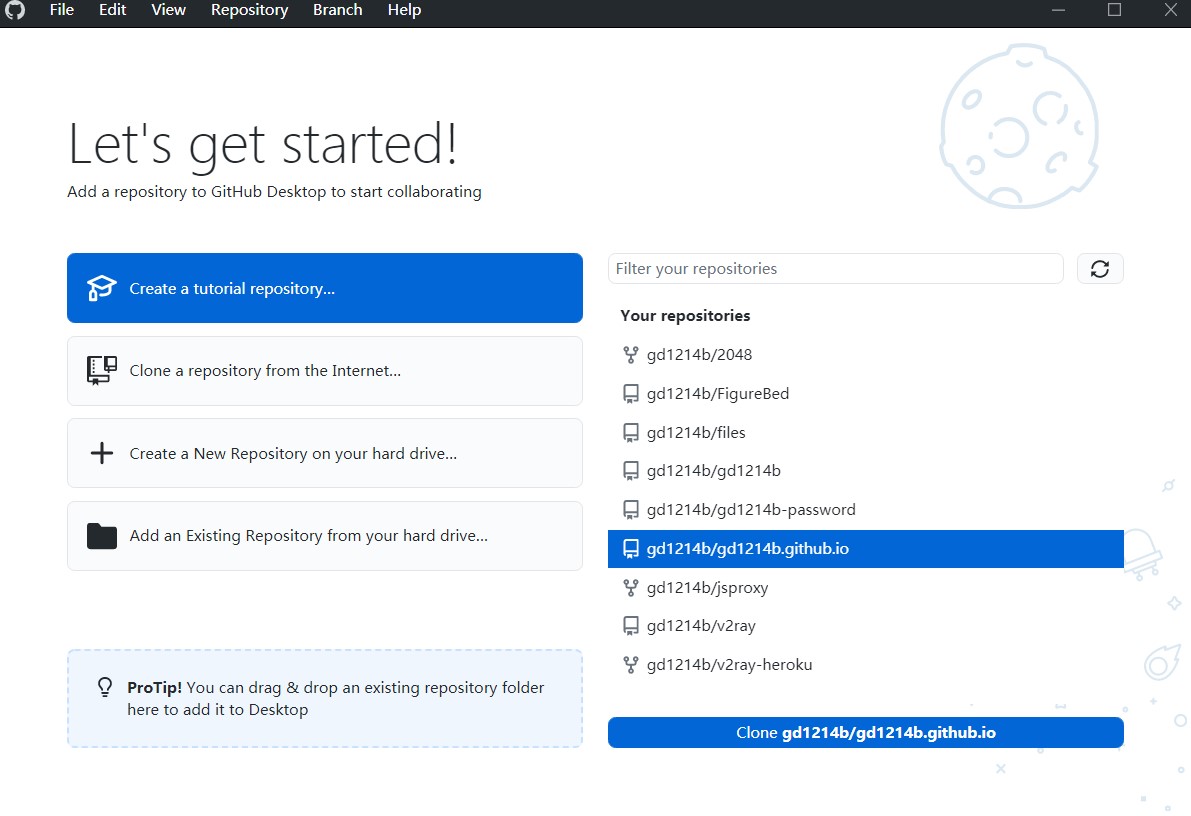 File Edit View Repository Branch Help
Let's get started!
Add a repository to GitHub Desktop to start collaborating
Create a tutorial repository...
Clone a repository from the Internet...
Create a New Repository on your hard drive...
Add an Existing Repository from your hard drive...
ProTip! You can drag & drop an existing repository folder
here to add it to Desktop
Filter your repositories
Your repositories
gd1214b/2048
gd1214b/FigureBed
gd1214b/files
gd1214b/gd1214b
gd1214b/gd1214b-password
gd1214b/gd1214b.github.io
gd1214b/jsproxy
gd1214b/v2ray
gd1214b/v2ray-heroku
Clone gd1214b/gd1214b.github.io